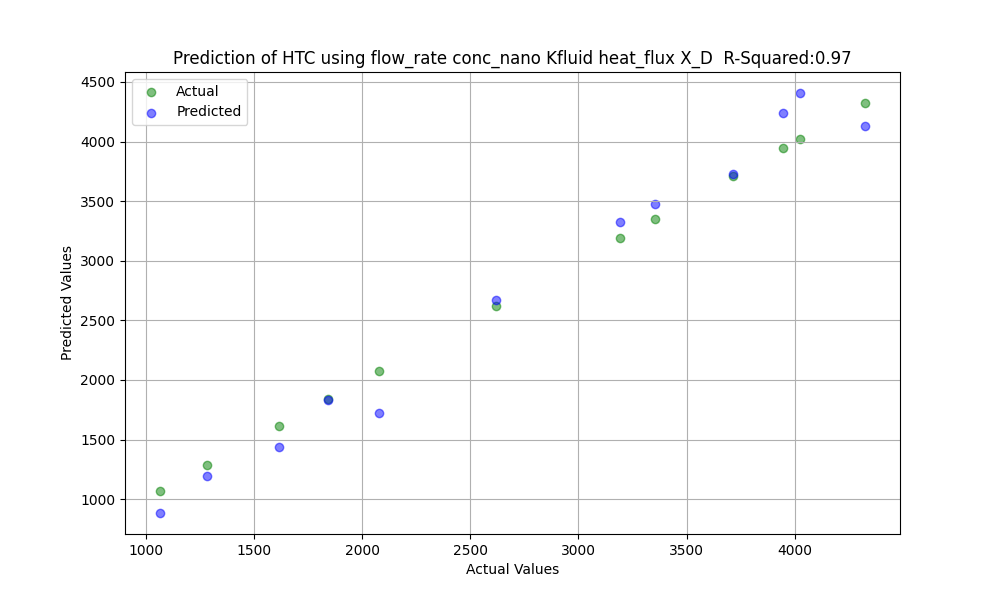 Prediction of HTC using flow_rate conc_nano Kfluid heat_flux X_D  R-Squared:0.97
Actual
Predicted
Predicted Values
4500
4000
3500
3000
2500
2000
1500
1000
1000 1500 2000 2500 3000 3500 4000
Actual Values